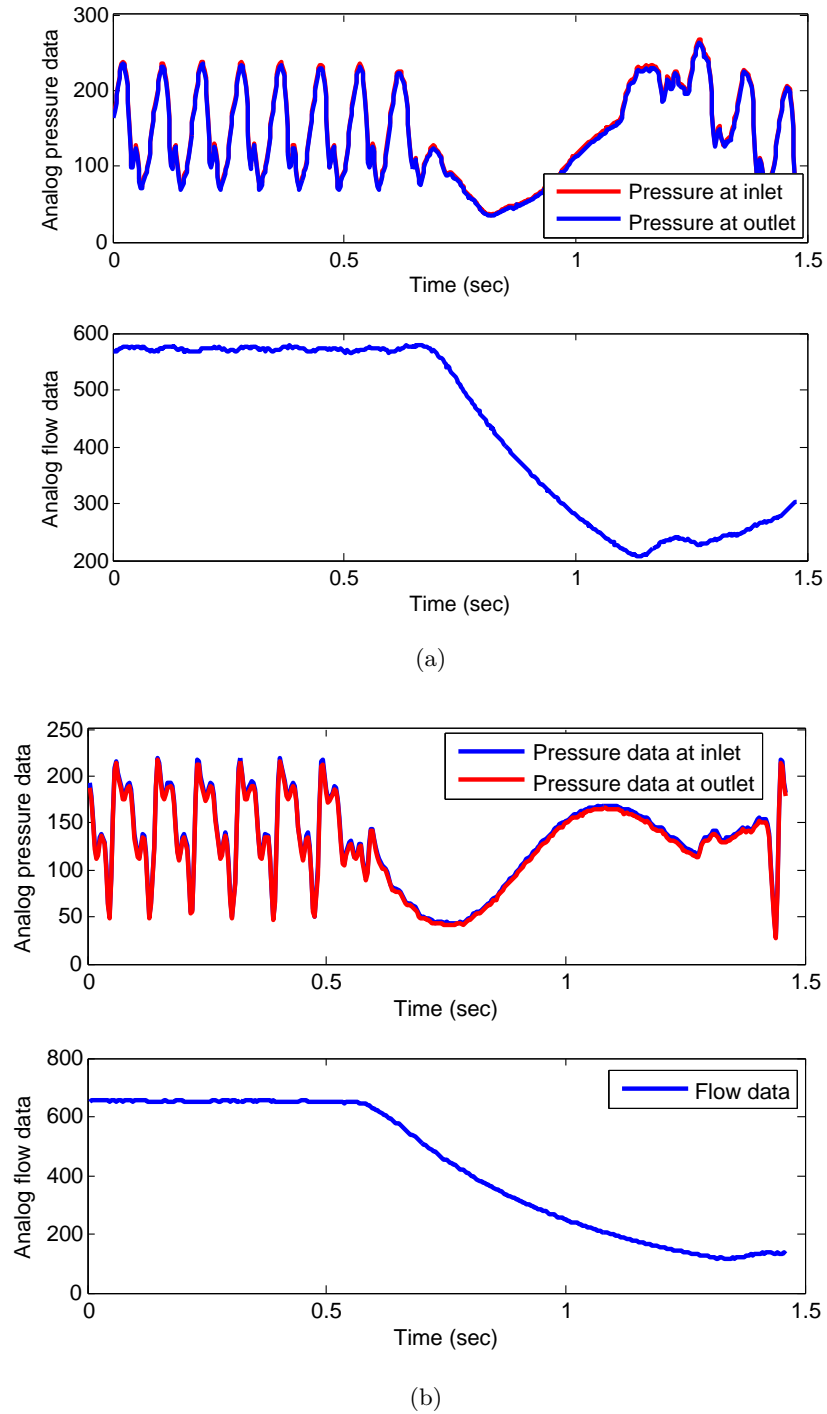 300
200
100
0
Analog pressure data
Pressure at inlet
Pressure at outlet
0 0.5 1 1.5
Time (sec)
600
500
400
300
200
Analog flow data
0 0.5 1 1.5
Time (sec)
(a)
250
200
150
100
50
0
Analog pressure data
Pressure data at inlet
Pressure data at outlet
0 0.5 1 1.5
Time (sec)
800
600
400
200
0
Analog flow data
Flow data
0 0.5 1 1.5
Time (sec)
(b)